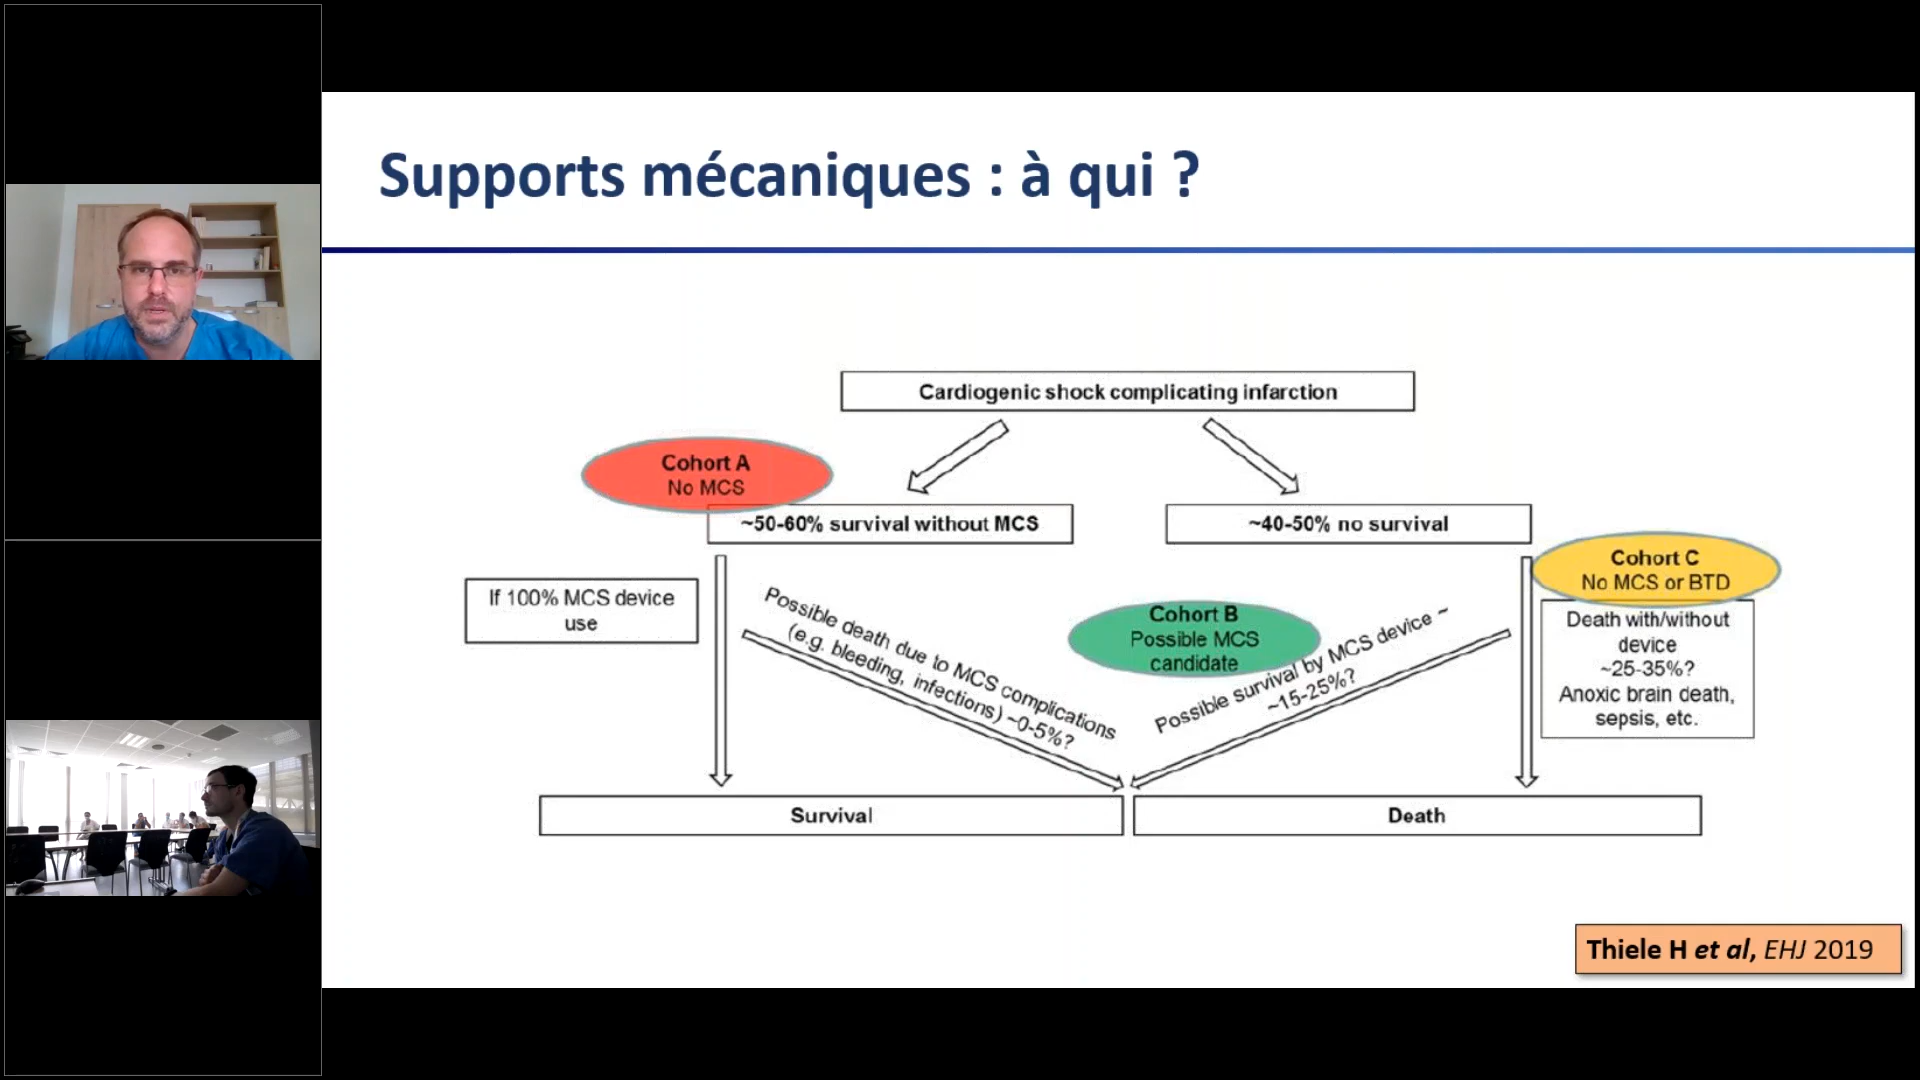 Supports mécaniques : à qui ?
Cardiogenic shock complicating infarction
Cohort A
No MCS
~50-60% survival without MCS
~40-50% no survival
Cohort C
No MCS or BTD
If 100% MCS device
use
Possible death due to MCS complications
(e.g. bleeding, infections) ~0-5%?
Cohort B
Possible MCS
candidate
Possible survival by MCS device ~
~15-25%?
Death with/without
device
~25-35%?
Anoxic brain death,
sepsis, etc.
Survival
Death
Thiele H et al, EHJ 2019